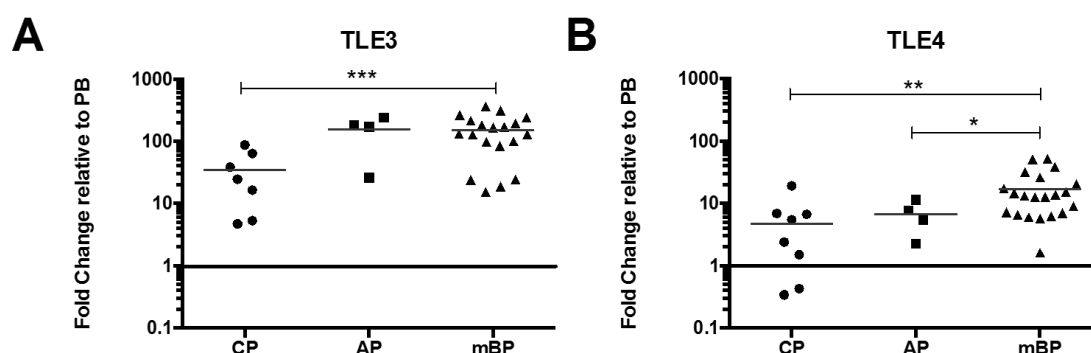 A
TLE3
Fold Change relative to PB
1000
100
10
1
0.1
***
CP AP mBP
B
TLE4
Fold Change relative to PB
1000
100
10
1
0.1
**
*
CP AP mBP